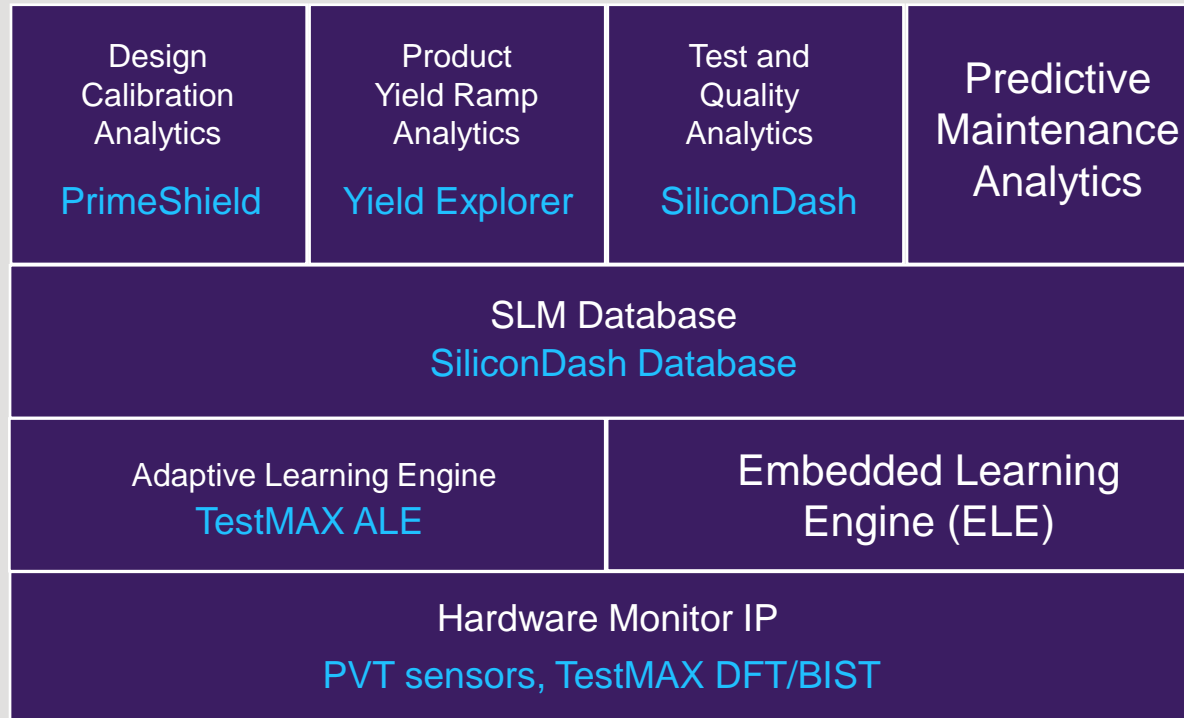 Design
Calibration
Analytics
PrimeShield
Product
Yield Ramp
Analytics
Yield Explorer
Test and
Quality
Analytics
SiliconDash
Predictive
Maintenance
Analytics
SLM Database
SiliconDash Database
Adaptive Learning Engine
TestMAX ALE
Embedded Learning
Engine (ELE)
Hardware Monitor IP
PVT sensors, TestMAX DFT/BIST